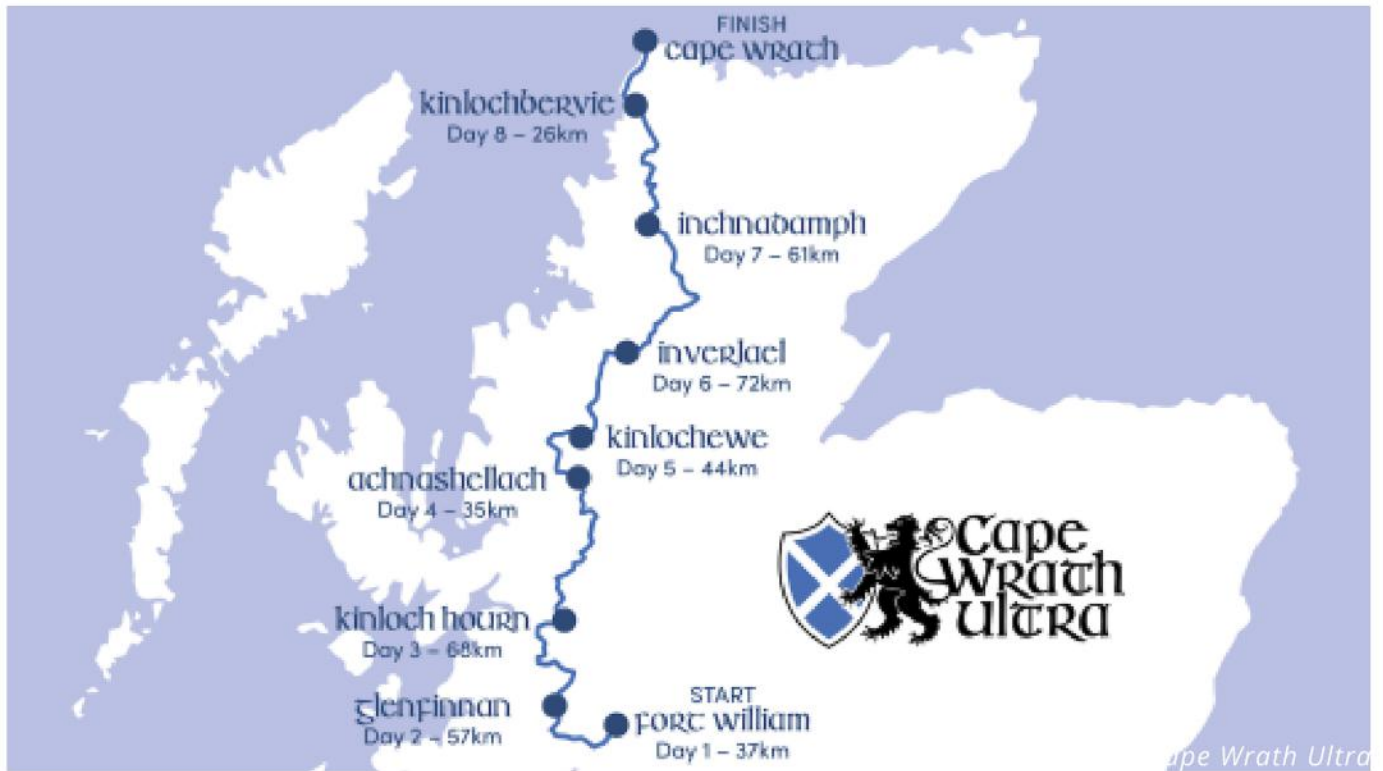 FINISH
cape wrath
kinlochbervie
Day 8 – 26km
inchnadamph
Day 7 – 61km
inverlael
Day 6 – 72km
kinlochewe
Day 5 – 44km
achnashellach
Day 4 – 35km
Cape
Wrath
Ultra
kinloch hourn
Day 3 – 68km
glenfinnan
Day 2 – 57km
START
fort william
Day 1 – 37km
ape Wrath Ultra